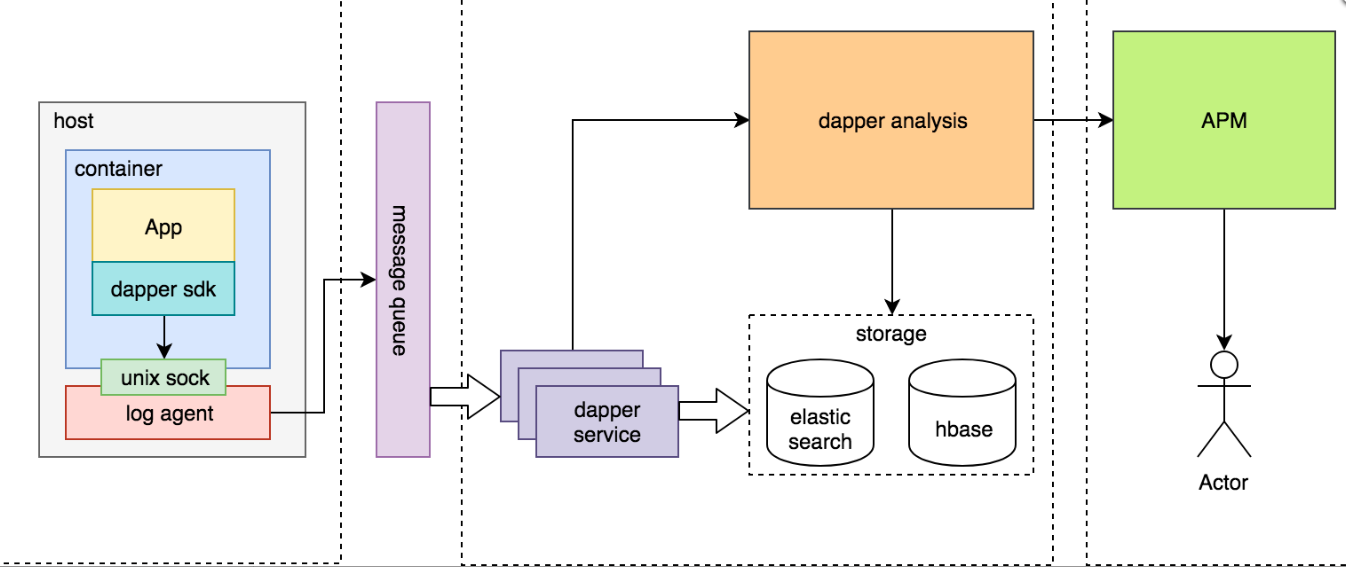 host
container
App
dapper sdk
unix sock
log agent
message queue
dapper
service
dapper analysis
storage
elastic
search
hbase
APM
Actor